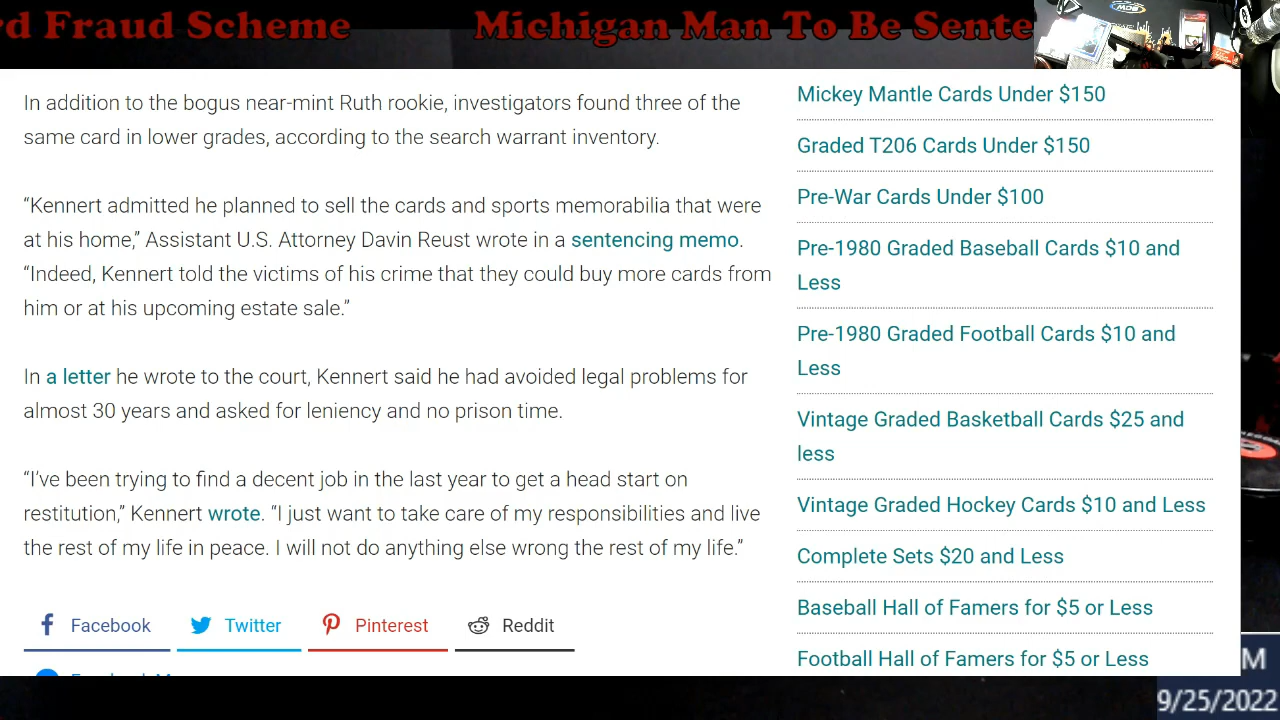 rd Fraud Scheme Michigan Man To Be Sente
In addition to the bogus near-mint Ruth rookie, investigators found three of the
same card in lower grades, according to the search warrant inventory.
“Kennert admitted he planned to sell the cards and sports memorabilia that were
at his home,” Assistant U.S. Attorney Davin Reust wrote in a sentencing memo.
“Indeed, Kennert told the victims of his crime that they could buy more cards from
him or at his upcoming estate sale.”
In a letter he wrote to the court, Kennert said he had avoided legal problems for
almost 30 years and asked for leniency and no prison time.
“I’ve been trying to find a decent job in the last year to get a head start on
restitution,” Kennert wrote. “I just want to take care of my responsibilities and live
the rest of my life in peace. I will not do anything else wrong the rest of my life.”
Facebook Twitter Pinterest Reddit
Mickey Mantle Cards Under $150
Graded T206 Cards Under $150
Pre-War Cards Under $100
Pre-1980 Graded Baseball Cards $10 and
Less
Pre-1980 Graded Football Cards $10 and
Less
Vintage Graded Basketball Cards $25 and
less
Vintage Graded Hockey Cards $10 and Less
Complete Sets $20 and Less
Baseball Hall of Famers for $5 or Less
Football Hall of Famers for $5 or Less
M
9/25/2022